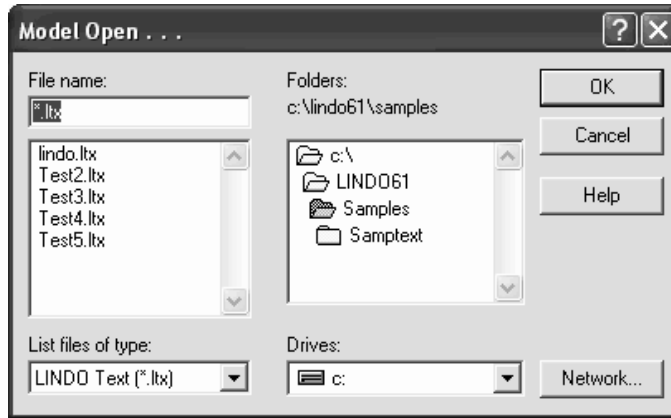 Model Open . . .
File name:
*.ltx
lindo.ltx
Test2.ltx
Test3.ltx
Test4.ltx
Test5.ltx
List files of type:
LINDO Text (*.ltx)
Folders:
c:\lindo61\samples
c:\
LINDO61
Samples
Samptext
Drives:
c:
OK
Cancel
Help
Network...